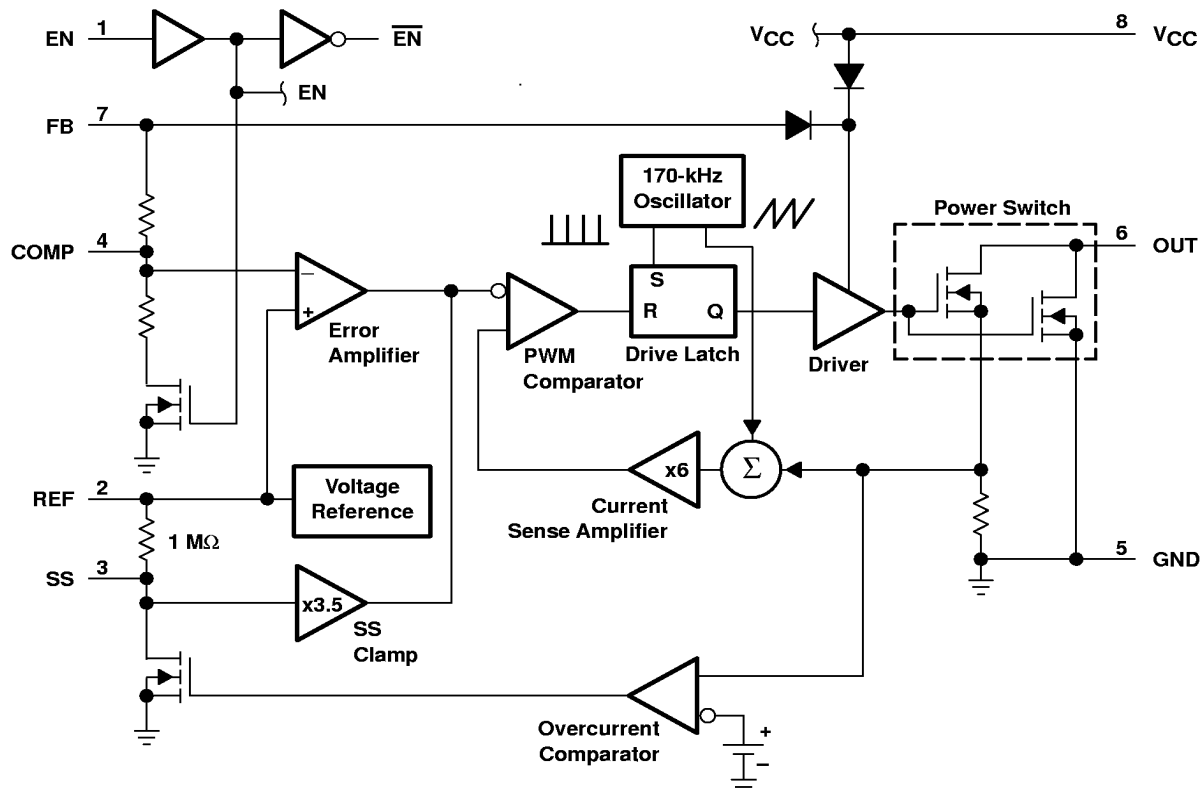 EN
1
EN
EN
VCC
8
VCC
FB
7
170-kHz
Oscillator
Power Switch
COMP
4
6
OUT
−
+
S
R
Q
Error
Amplifier
PWM
Comparator
Drive Latch
Driver
x6
Σ
REF
2
Voltage
Reference
Current
Sense Amplifier
1 MΩ
SS
3
5
GND
x3.5
SS
Clamp
Overcurrent
Comparator
+
−